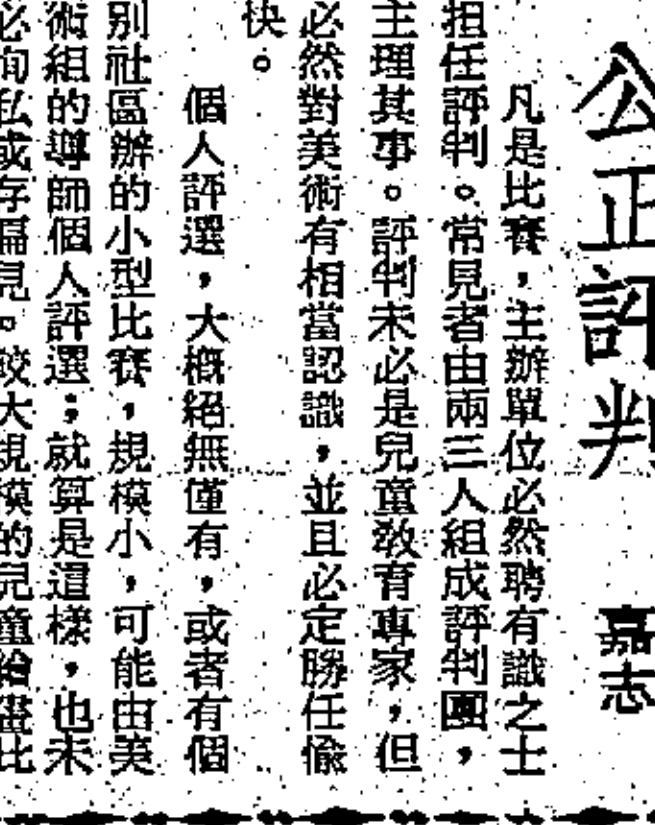 公正評判
嘉志
凡是比賽，主辦單位必然聘有識之士
担任評判。常見者由兩三人組成評判團，
主理其事。評判未必是兒童教育專家，但
必然對美術有相當認識，並且必定勝任愉
快。
個人評選，大概絕無僅有，或者有個
別社區辦的小型比賽，規模小，可能由美
術組的導師個人評選；就算是這樣，也未
必徇私或存偏見。較大規模的兒童繪畫比